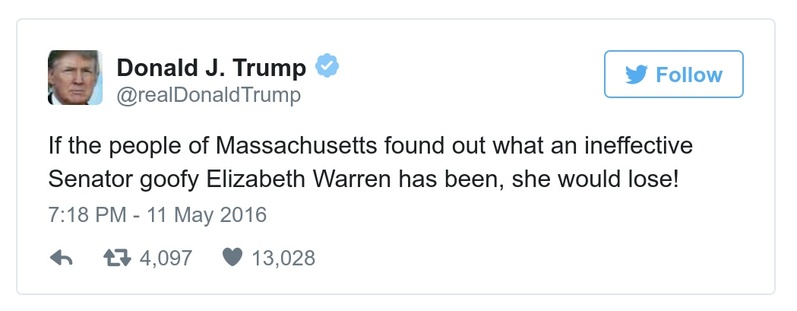 Donald J. Trump
@realDonaldTrump
Follow
If the people of Massachusetts found out what an ineffective
Senator goofy Elizabeth Warren has been, she would lose!
7:18 PM - 11 May 2016
4,097 13,028